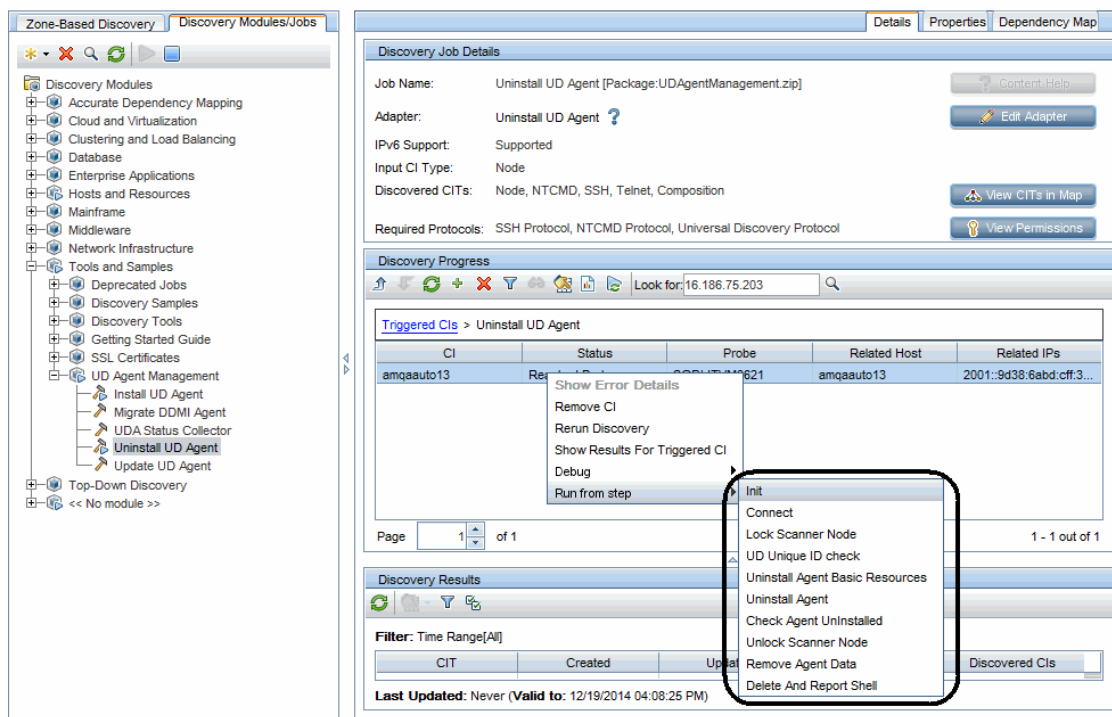 Zone-Based Discovery
Discovery Modules/Jobs
Discovery Modules
Accurate Dependency Mapping
Cloud and Virtualization
Clustering and Load Balancing
Database
Enterprise Applications
Hosts and Resources
Mainframe
Middleware
Network Infrastructure
Tools and Samples
Deprecated Jobs
Discovery Samples
Discovery Tools
Getting Started Guide
SSL Certificates
UD Agent Management
Install UD Agent
Migrate DDMI Agent
UDA Status Collector
Uninstall UD Agent
Update UD Agent
Top-Down Discovery
<< No module >>
Details Properties Dependency Map
Discovery Job Details
Job Name: Uninstall UD Agent [Package:UDAgentManagement.zip]
? Content Help
Adapter: Uninstall UD Agent ?
Edit Adapter
IPv6 Support: Supported
Input CI Type: Node
Discovered CITs: Node, NTCMD, SSH, Telnet, Composition
View CITs in Map
Required Protocols: SSH Protocol, NTCMD Protocol, Universal Discovery Protocol
View Permissions
Discovery Progress
Look for: 16.186.75.203
Triggered CIs > Uninstall UD Agent
CI Status Probe Related Host Related IPs
amqaauto13 amqaauto13 2001::9d38:6abd:cff:3...
Show Error Details
Remove CI
Rerun Discovery
Show Results For Triggered CI
Debug
Run from step
Init
Connect
Lock Scanner Node
UD Unique ID check
Uninstall Agent Basic Resources
Uninstall Agent
Check Agent UnInstalled
Unlock Scanner Node
Remove Agent Data
Delete And Report Shell
Page 1 of 1
1 - 1 out of 1
Discovery Results
Filter: Time Range[All]
CIT Created Discovered CIs
Last Updated: Never (Valid to: 12/19/2014 04:08:25 PM)